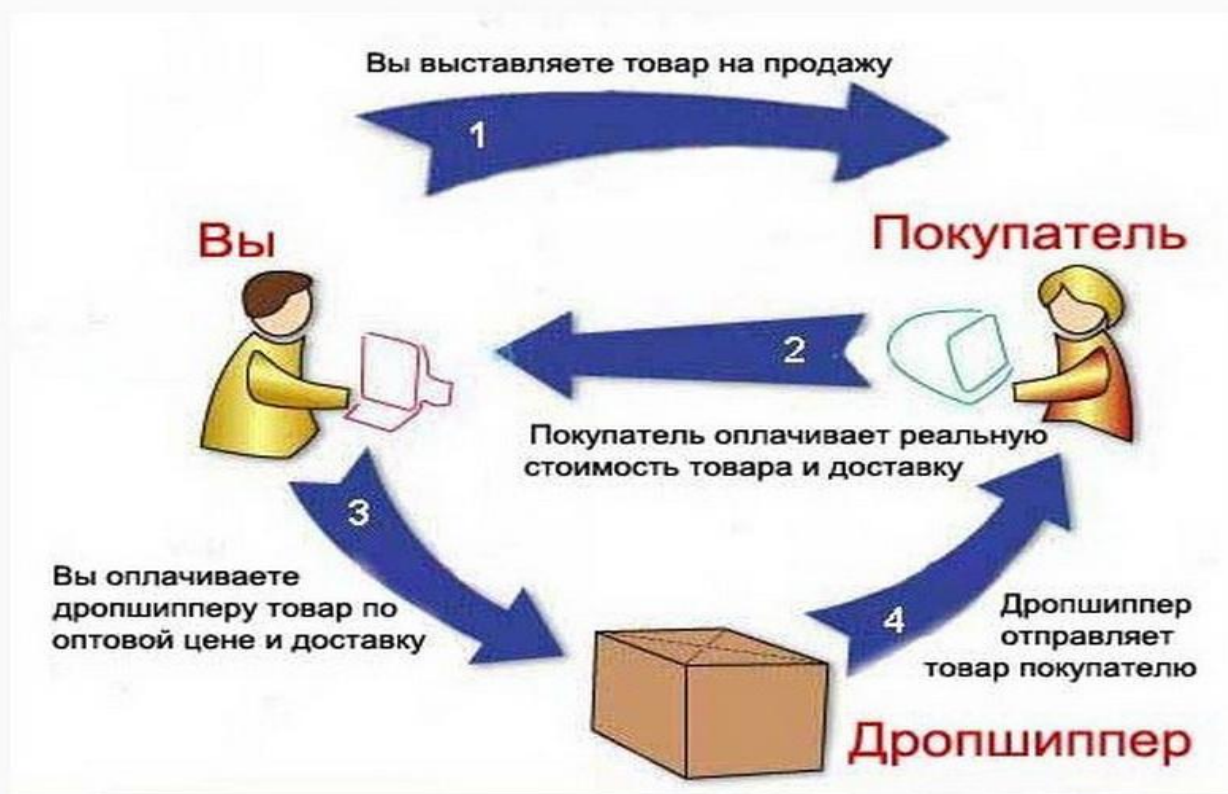 Вы выставляете товар на продажу
1
Вы
Покупатель
2
Покупатель оплачивает реальную
стоимость товара и доставку
3
Вы оплачиваете
дропшипперу товар по
оптовой цене и доставку
4
Дропшиппер
отправляет
товар покупателю
Дропшиппер